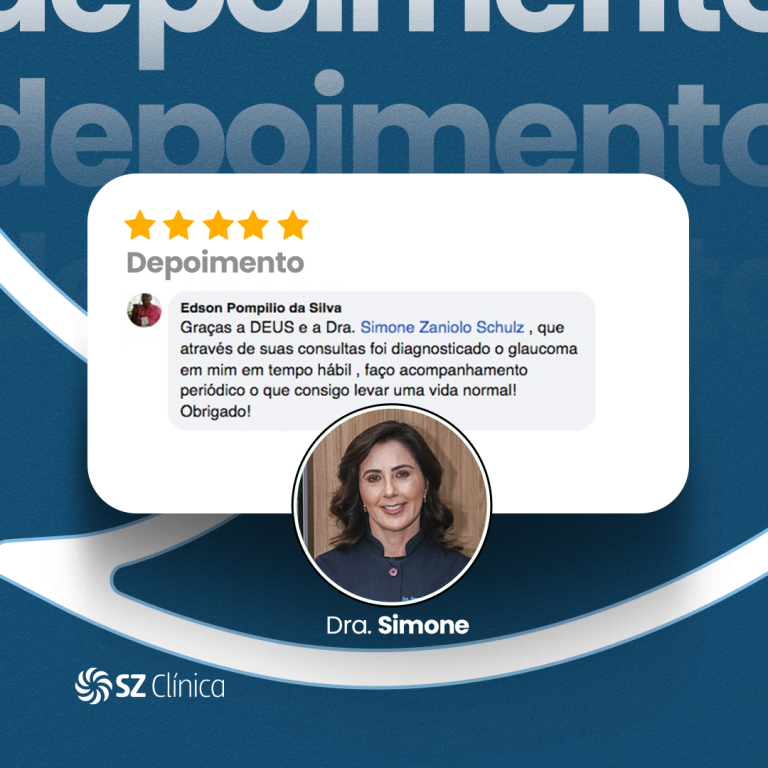 depoimento
depoimento
Depoimento
Edson Pompilio da Silva
Graças a DEUS e a Dra. Simone Zaniolo Schulz , que
através de suas consultas foi diagnosticado o glaucoma
em mim em tempo hábil , faço acompanhamento
periódico o que consigo levar uma vida normal!
Obrigado!
Dra. Simone
SZ Clínica